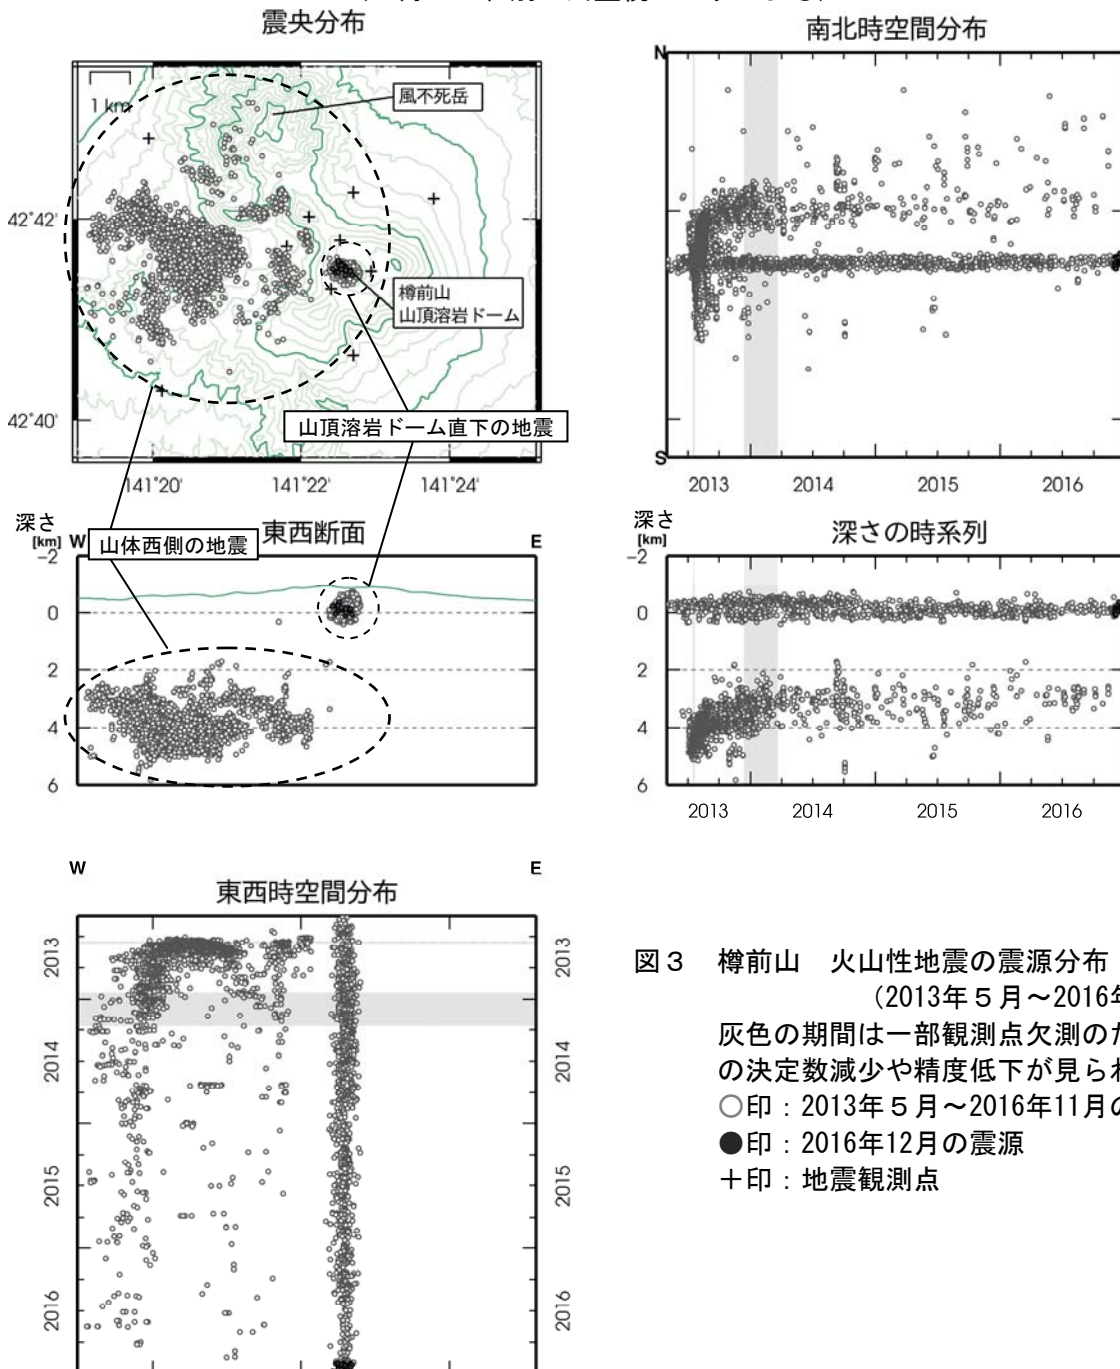 震央分布
1 km
風不死岳
42°42'
樽前山
山頂溶岩ドーム
42°40'
山頂溶岩ドーム直下の地震
141°20'
141°22'
141°24'
山体西側の地震
南北時空間分布
N
S
2013
2014
2015
2016
東西断面
深さ
[km]
W
E
-2
0
2
4
6
深さの時系列
深さ
[km]
-2
0
2
4
6
2013
2014
2015
2016
W
E
東西時空間分布
2013
2014
2015
2016
2013
2014
2015
2016
図3 樽前山 火山性地震の震源分布
(2013年5月~2016年
灰色の期間は一部観測点欠測のた
の決定数減少や精度低下が見られ
○印:2013年5月~2016年11月の
●印:2016年12月の震源
+印:地震観測点